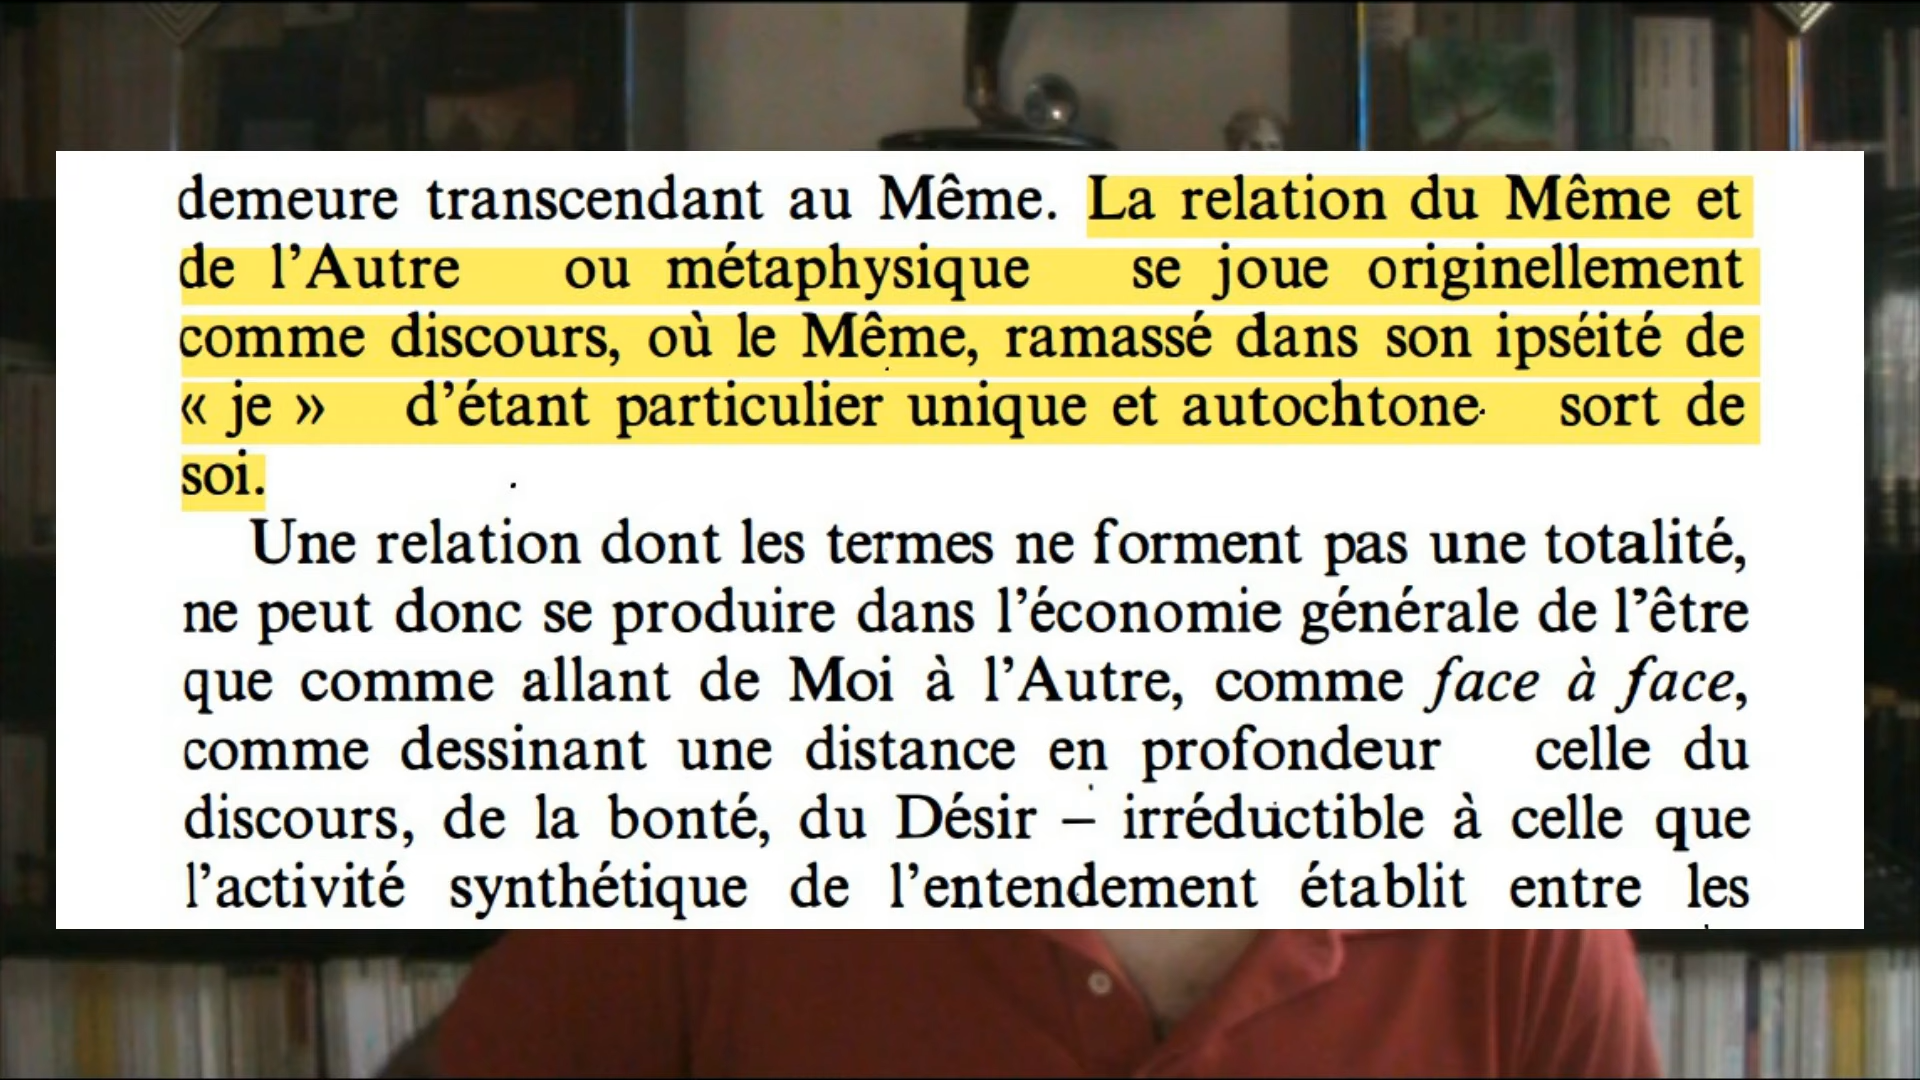 demeure transcendant au Même. La relation du Même et
de l'Autre ou métaphysique se joue originellement
comme discours, où le Même, ramassé dans son ipséité de
« je » d'étant particulier unique et autochtone sort de
soi.
Une relation dont les termes ne forment pas une totalité,
ne peut donc se produire dans l'économie générale de l'être
que comme allant de Moi à l'Autre, comme face à face,
comme dessinant une distance en profondeur celle du
discours, de la bonté, du Désir – irréductible à celle que
l'activité synthétique de l'entendement établit entre les